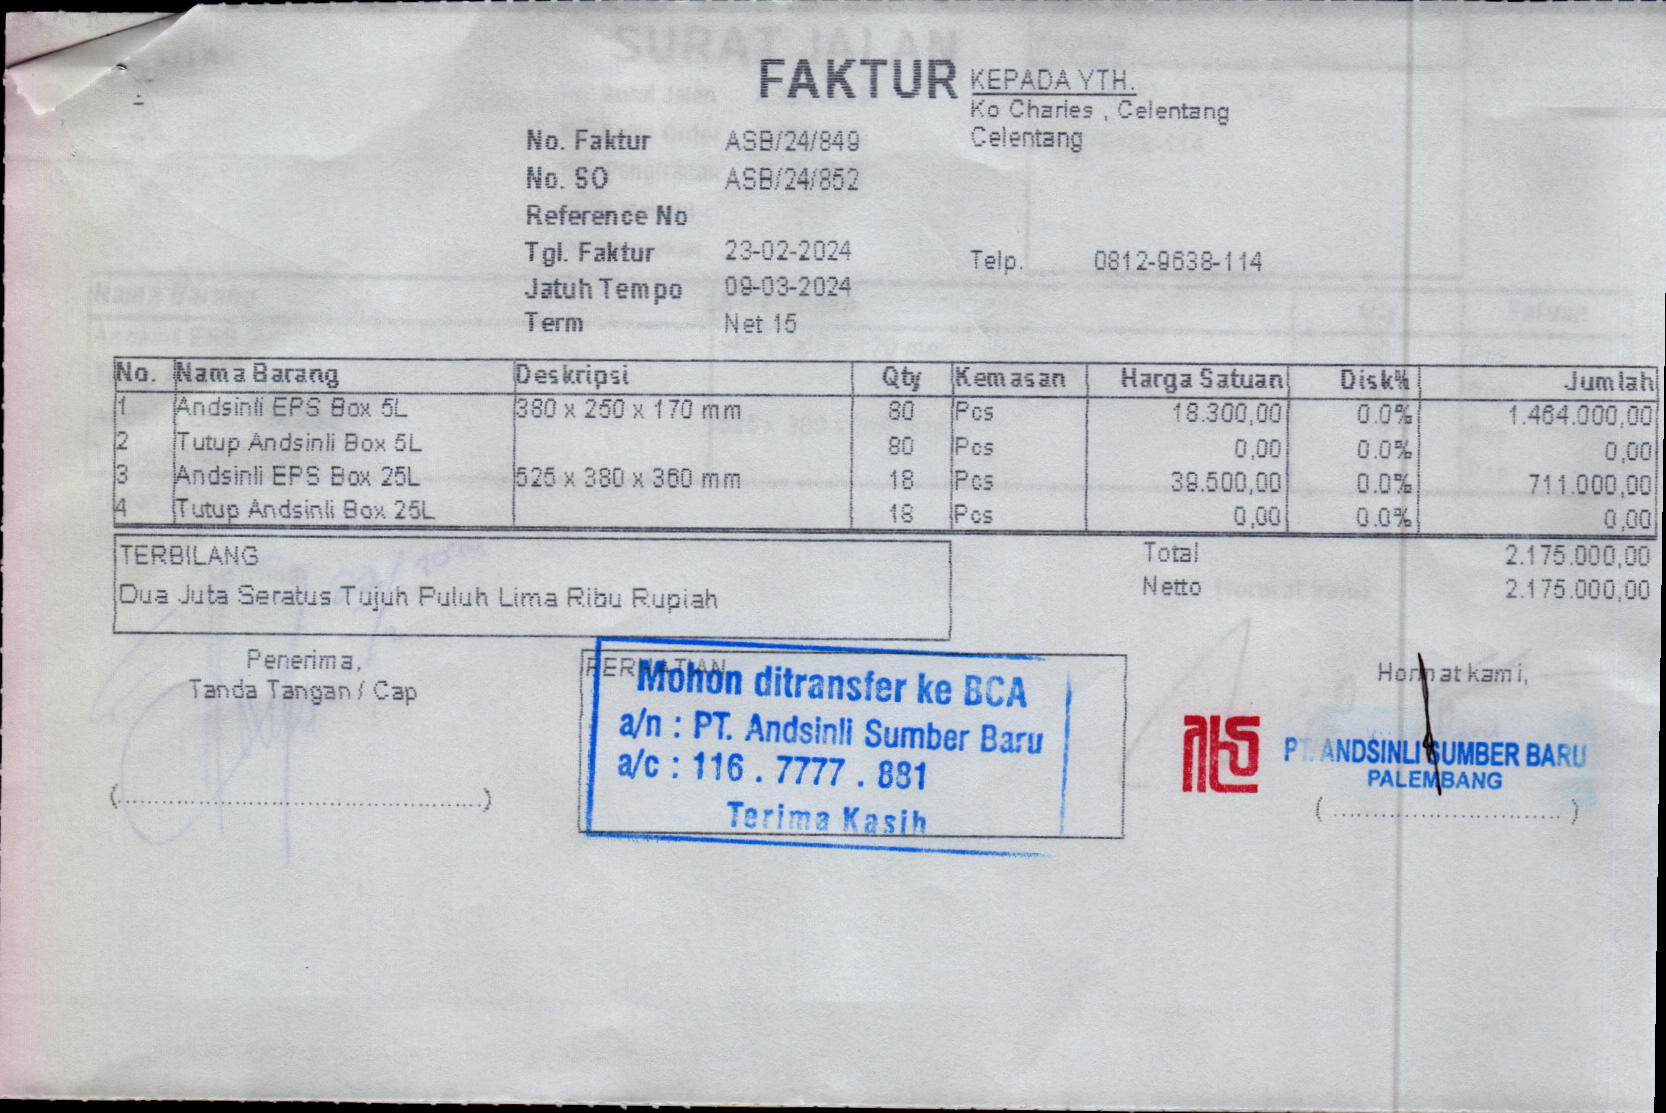 FAKTUR
KEPADA YTH.
Ko Charles , Celentang
Celentang
No. Faktur ASB/24/849
No. SO ASB/24/852
Reference No
Tgl. Faktur 23-02-2024
Telp. 0812-9638-114
Jatuh Tempo 09-03-2024
Term Net 15
No. Nama Barang Deskripsi Qty Kemasan Harga Satuan Disk% Jumlah
1 Andsinli EPS Box 5L 380 x 250 x 170 mm 80 Pcs 18.300,00 0.0% 1.464.000,00
2 Tutup Andsinli Box 5L 80 Pcs 0,00 0.0% 0,00
3 Andsinli EPS Box 25L 525 x 380 x 360 mm 18 Pcs 39.500,00 0.0% 711.000,00
4 Tutup Andsinli Box 25L 18 Pcs 0,00 0.0% 0,00
TERBILANG
Dua Juta Seratus Tujuh Puluh Lima Ribu Rupiah
Total 2.175.000,00
Netto 2.175.000,00
Penerima,
Tanda Tangan / Cap
PERHATIAN
Mohon ditransfer ke BCA
a/n : PT. Andsinli Sumber Baru
a/c : 116 . 7777 . 881
Terima Kasih
Hormat kami,
PT. ANDSINLI SUMBER BARU
PALEMBANG